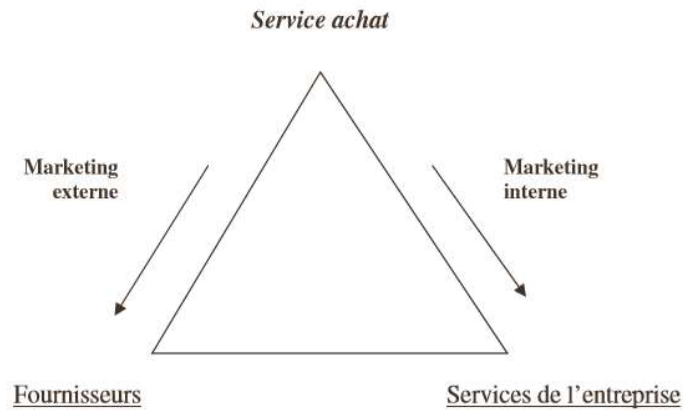 Service achat
Marketing
externe
Marketing
interne
Fournisseurs
Services de l'entreprise